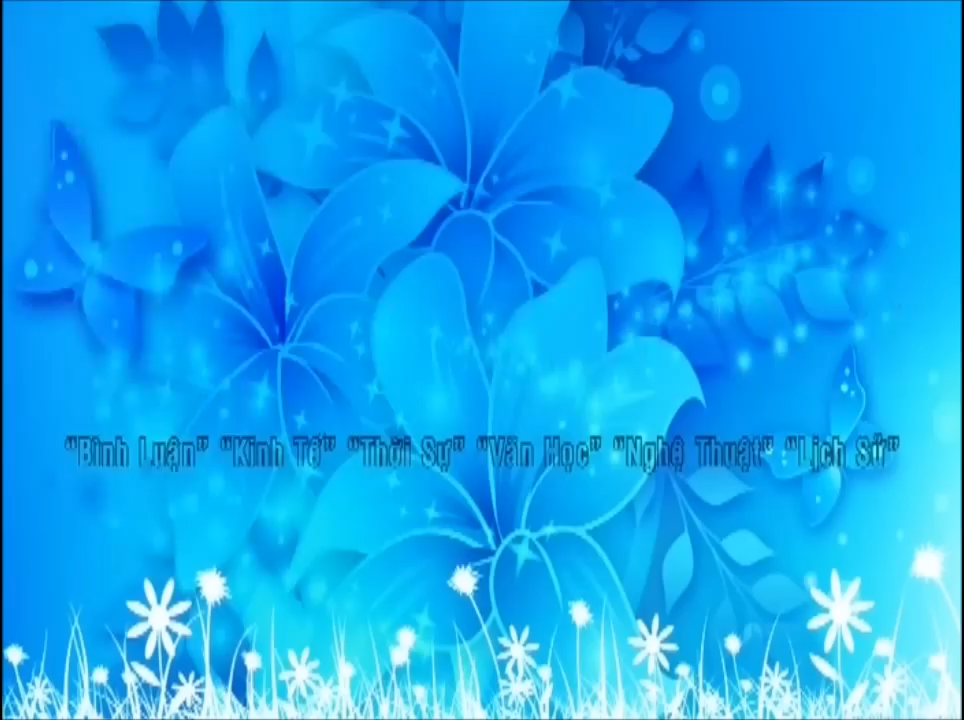 “Bình Luận” “Kinh Tế” “Thời Sự” “Văn Học” “Nghệ Thuật” “Lịch Sử”